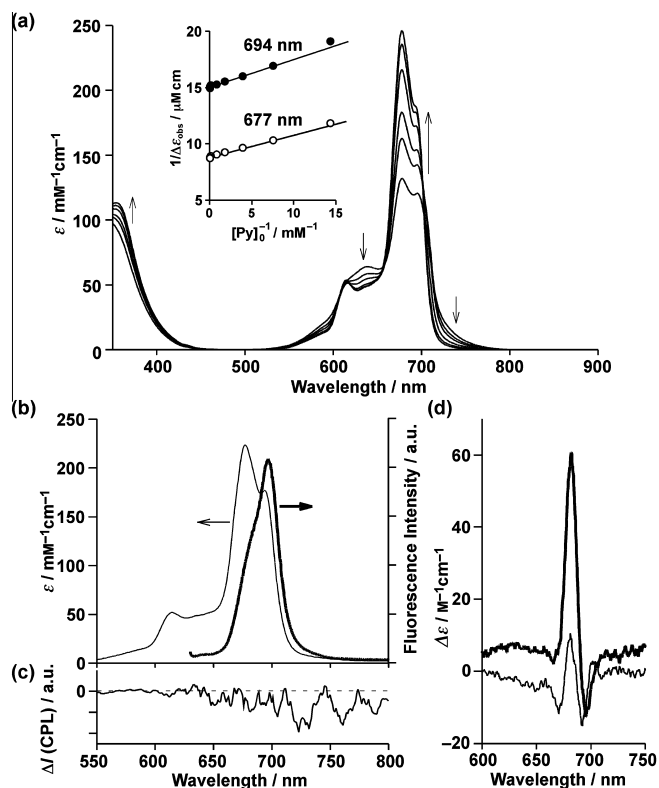 (a)
250
200
150
100
50
0
ε / mM−1cm−1
400 500 600 700 800 900
Wavelength / nm
20
15
10
5
1/Δεobs / μM cm
694 nm
677 nm
0 5 10 15
[Py]0−1 / mM−1
(b)
250
200
150
100
50
0
ε / mM−1cm−1
Fluorescence Intensity / a.u.
(c)
0
ΔI (CPL) / a.u.
550 600 650 700 750 800
Wavelength / nm
(d)
60
40
20
0
−20
Δε / M−1cm−1
600 650 700 750
Wavelength / nm